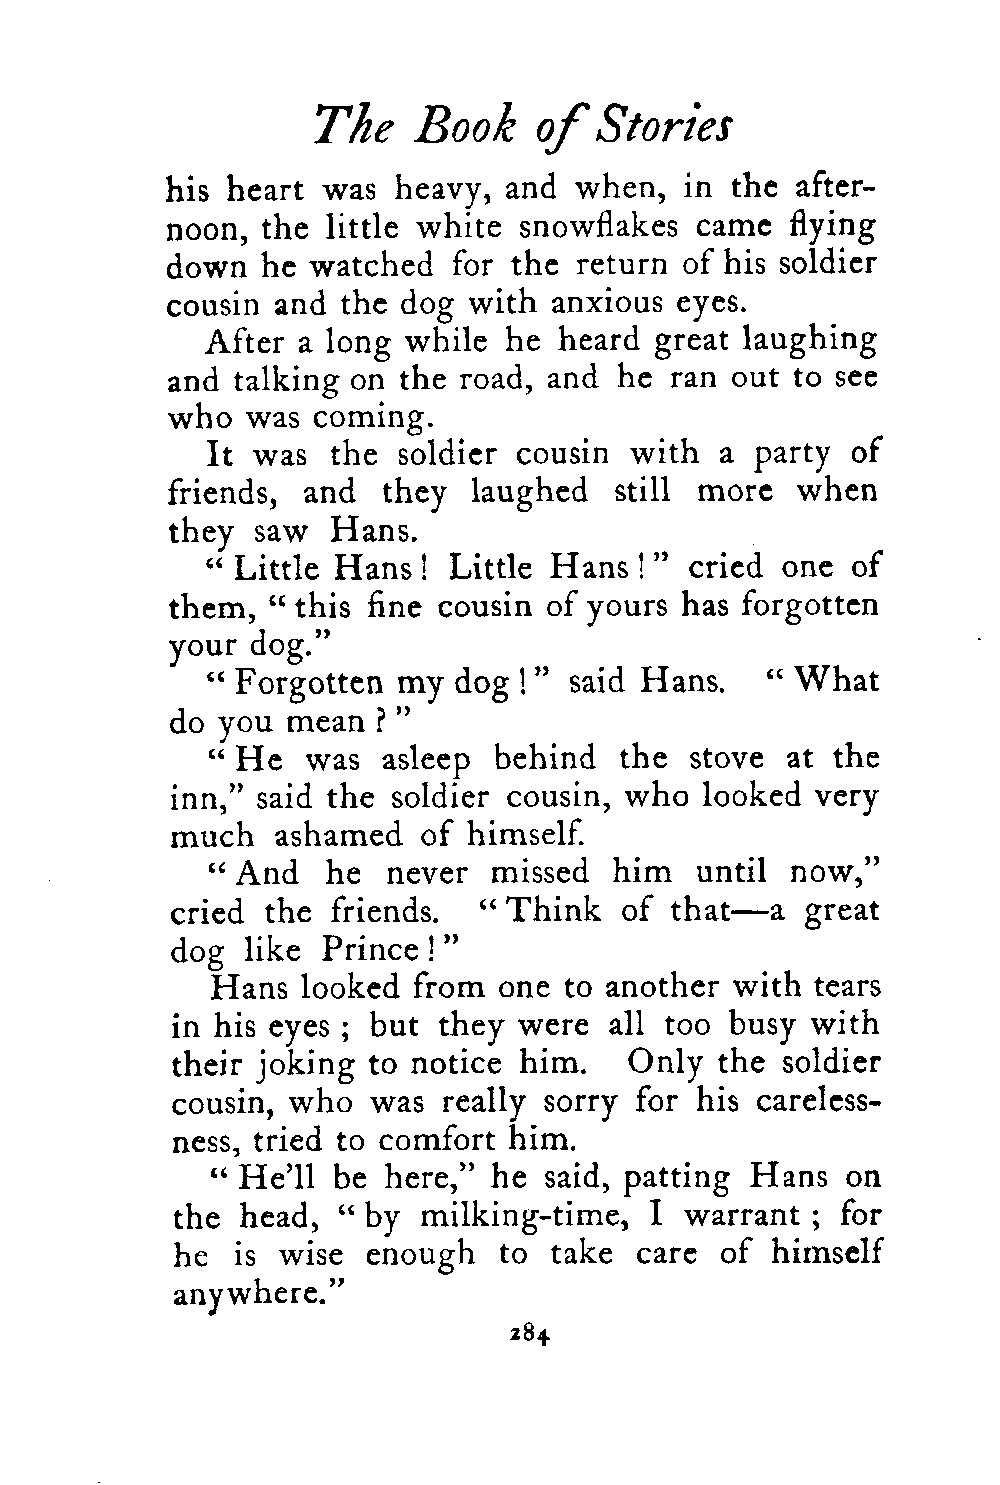 The Book of Stories
his heart was heavy, and when, in the after-
noon, the little white snowflakes came flying
down he watched for the return of his soldier
cousin and the dog with anxious eyes.
After a long while he heard great laughing
and talking on the road, and he ran out to see
who was coming.
It was the soldier cousin with a party of
friends, and they laughed still more when
they saw Hans.
“ Little Hans ! Little Hans ! ” cried one of
them, “ this fine cousin of yours has forgotten
your dog.”
“ Forgotten my dog ! ” said Hans. “ What
do you mean ? ”
“ He was asleep behind the stove at the
inn,” said the soldier cousin, who looked very
much ashamed of himself.
“ And he never missed him until now,”
cried the friends. “ Think of that—a great
dog like Prince ! ”
Hans looked from one to another with tears
in his eyes ; but they were all too busy with
their joking to notice him. Only the soldier
cousin, who was really sorry for his careless-
ness, tried to comfort him.
“ He’ll be here,” he said, patting Hans on
the head, “ by milking-time, I warrant ; for
he is wise enough to take care of himself
anywhere.”
284